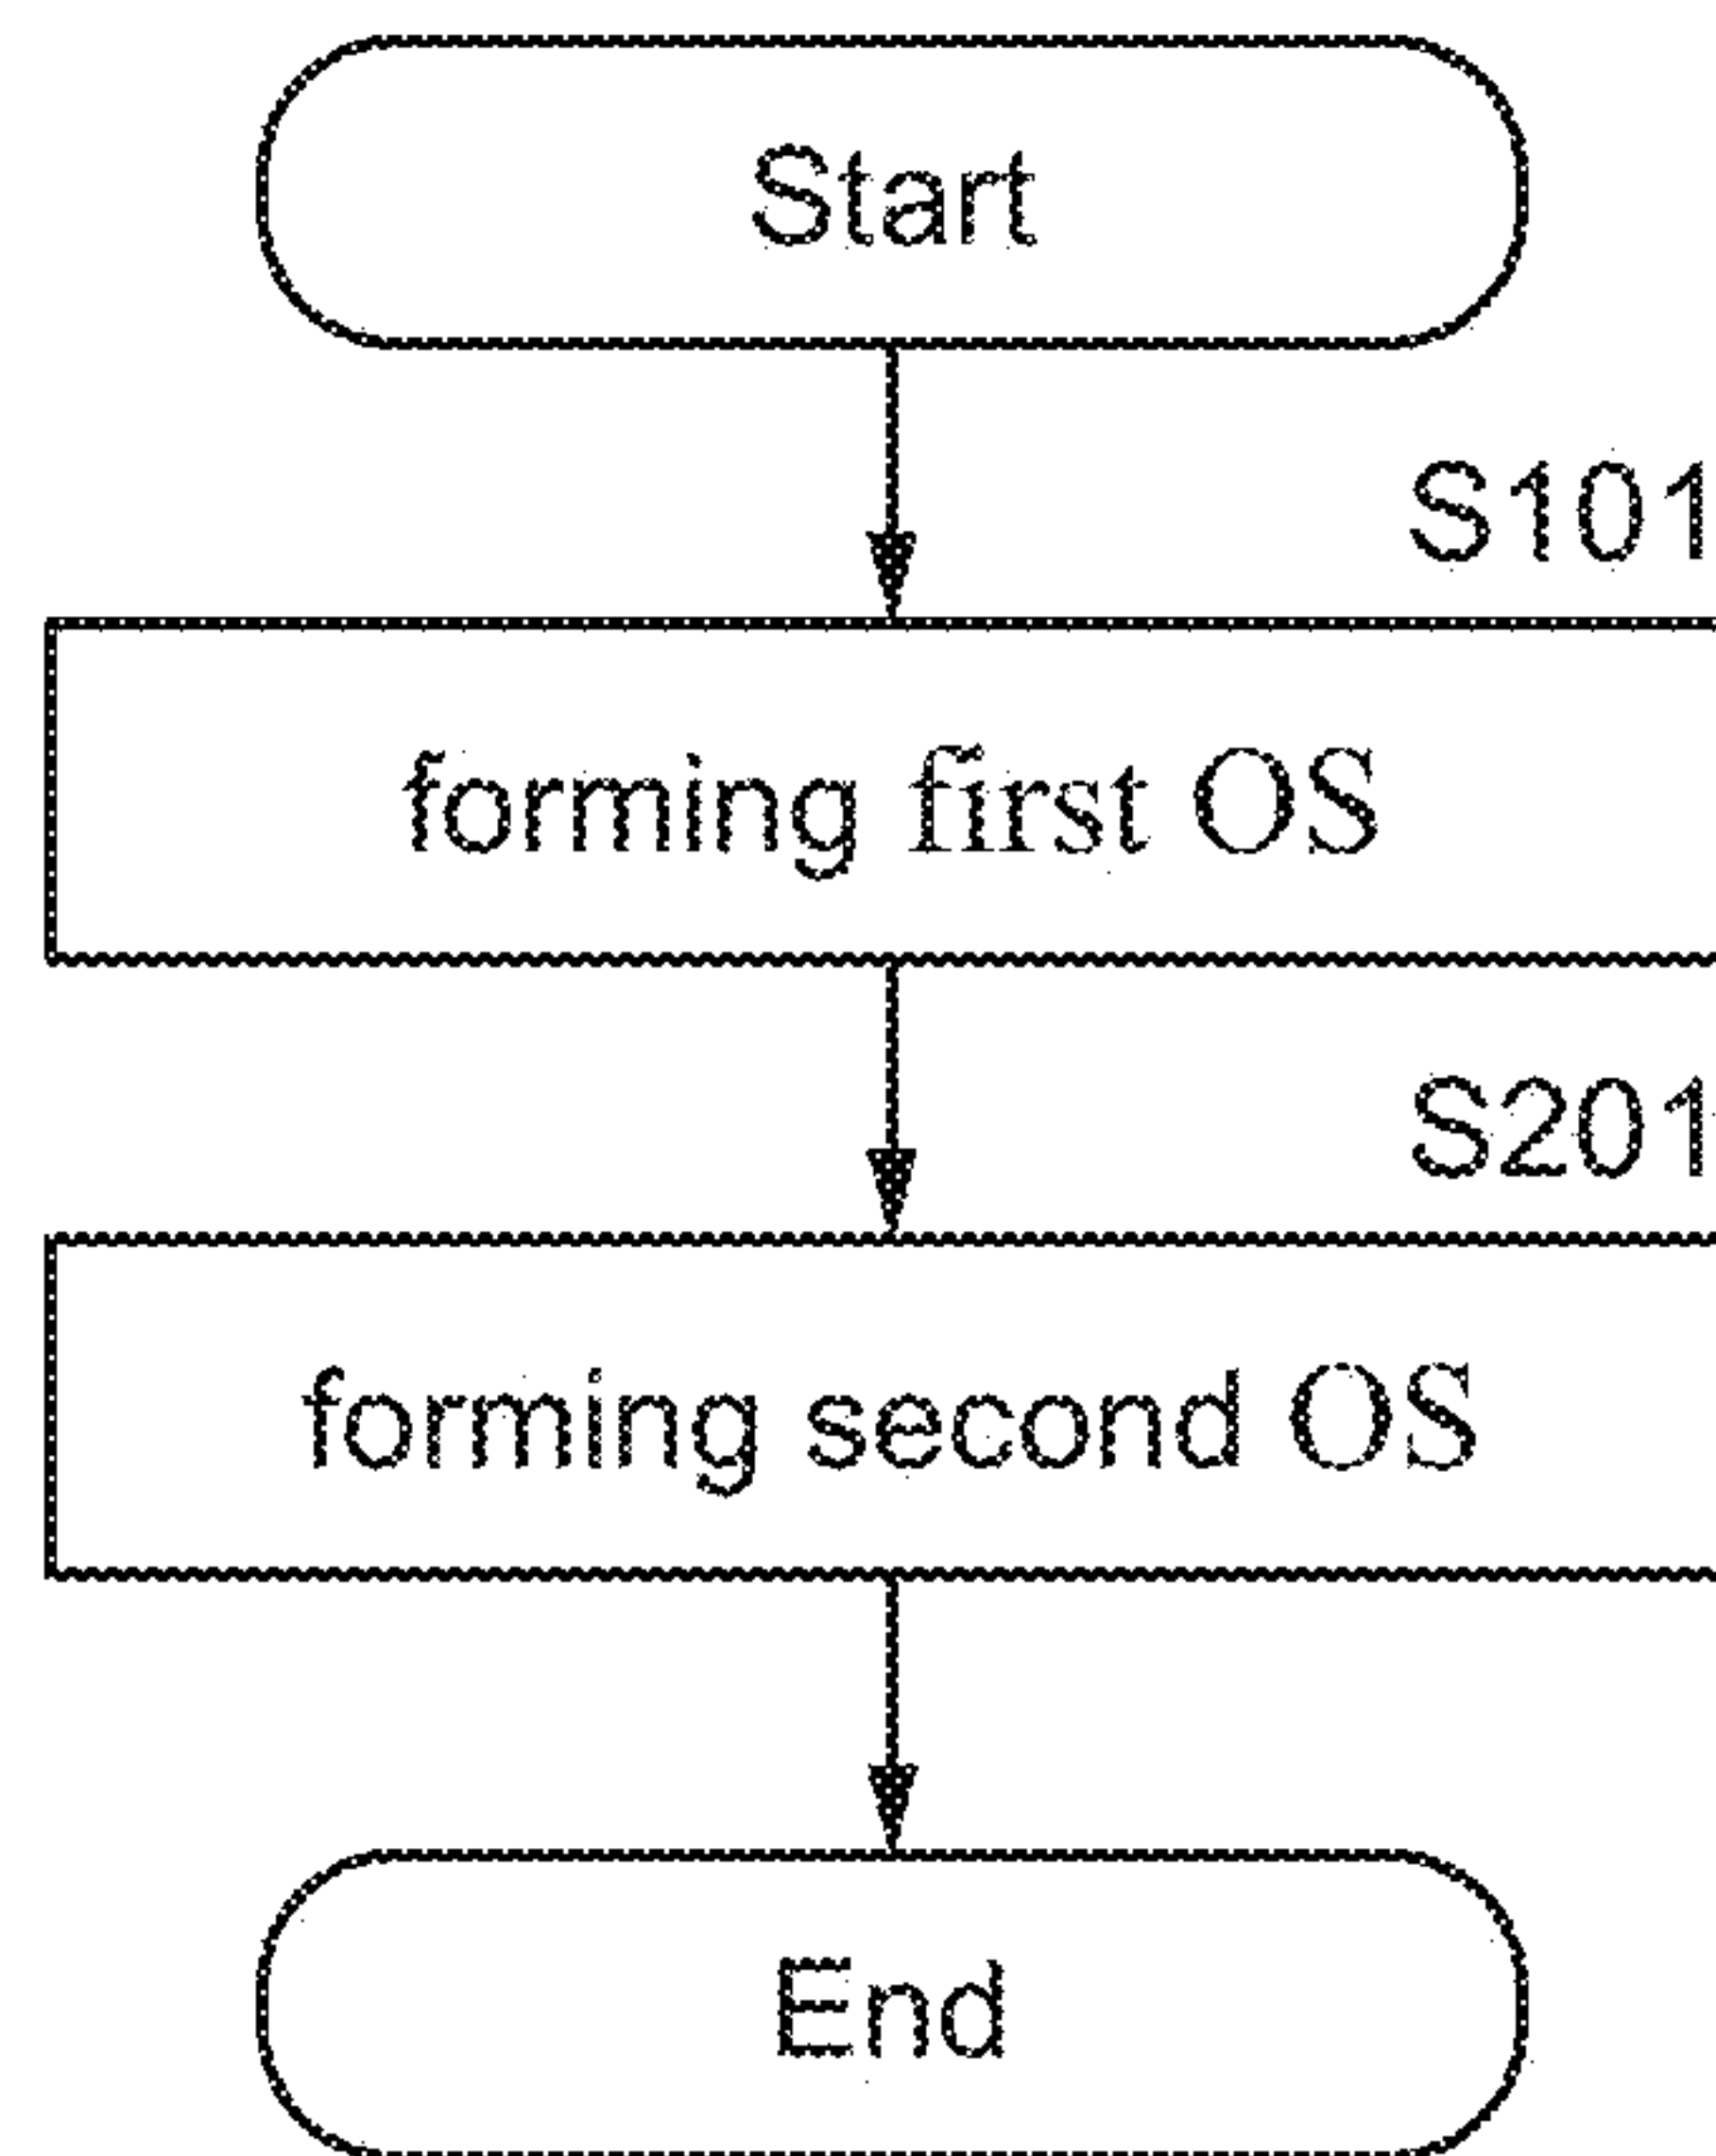 Start
S101
forming first OS
S201
forming second OS
End